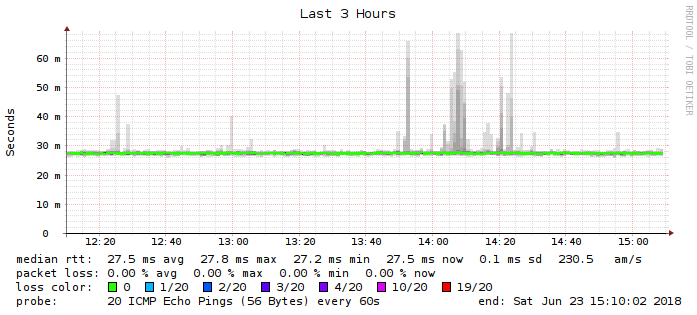 Last 3 Hours
RRDTOOL / TOBI OETIKER
Seconds
60 m
50 m
40 m
30 m
20 m
10 m
0
12:20 12:40 13:00 13:20 13:40 14:00 14:20 14:40 15:00
median rtt: 27.5 ms avg 27.8 ms max 27.2 ms min 27.5 ms now 0.1 ms sd 230.5 am/s
packet loss: 0.00 % avg 0.00 % max 0.00 % min 0.00 % now
loss color: 0 1/20 2/20 3/20 4/20 10/20 19/20
probe: 20 ICMP Echo Pings (56 Bytes) every 60s end: Sat Jun 23 15:10:02 2018